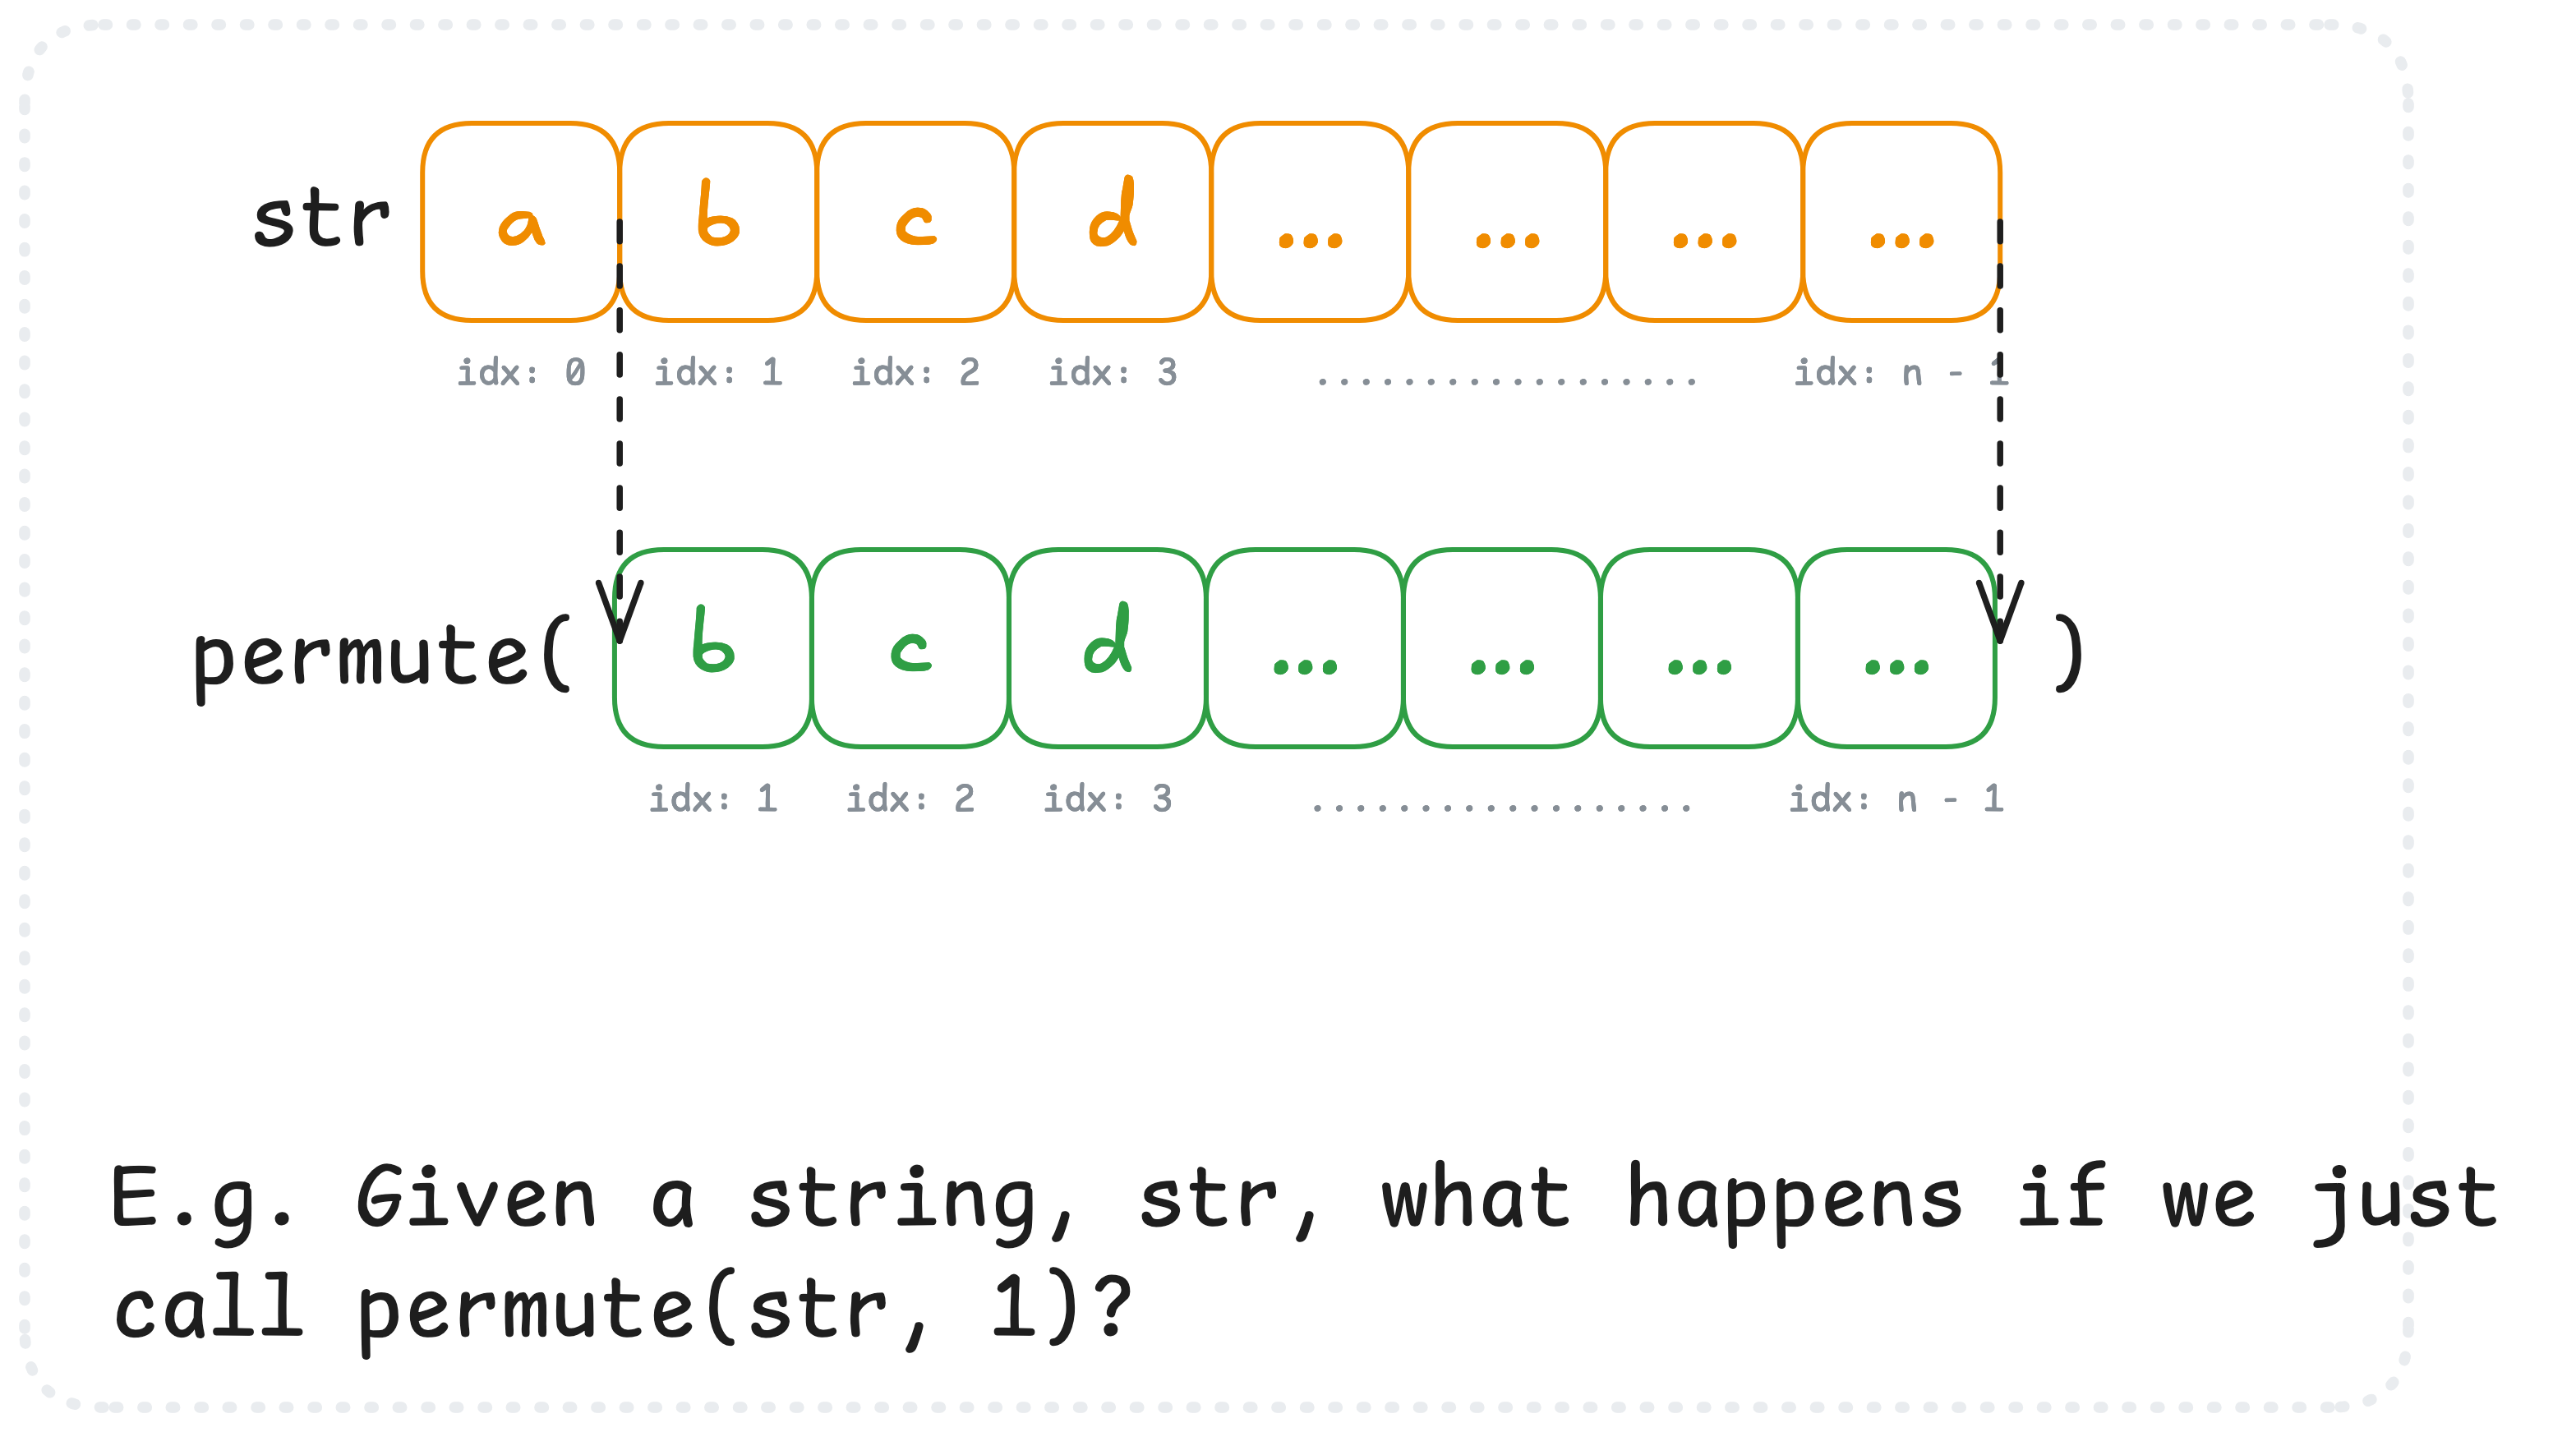 str a b c d ... ... ... ...
idx: 0 idx: 1 idx: 2 idx: 3 .................. idx: n - 1
permute( b c d ... ... ... ... )
idx: 1 idx: 2 idx: 3 .................. idx: n - 1
E.g. Given a string, str, what happens if we just
call permute(str, 1)?